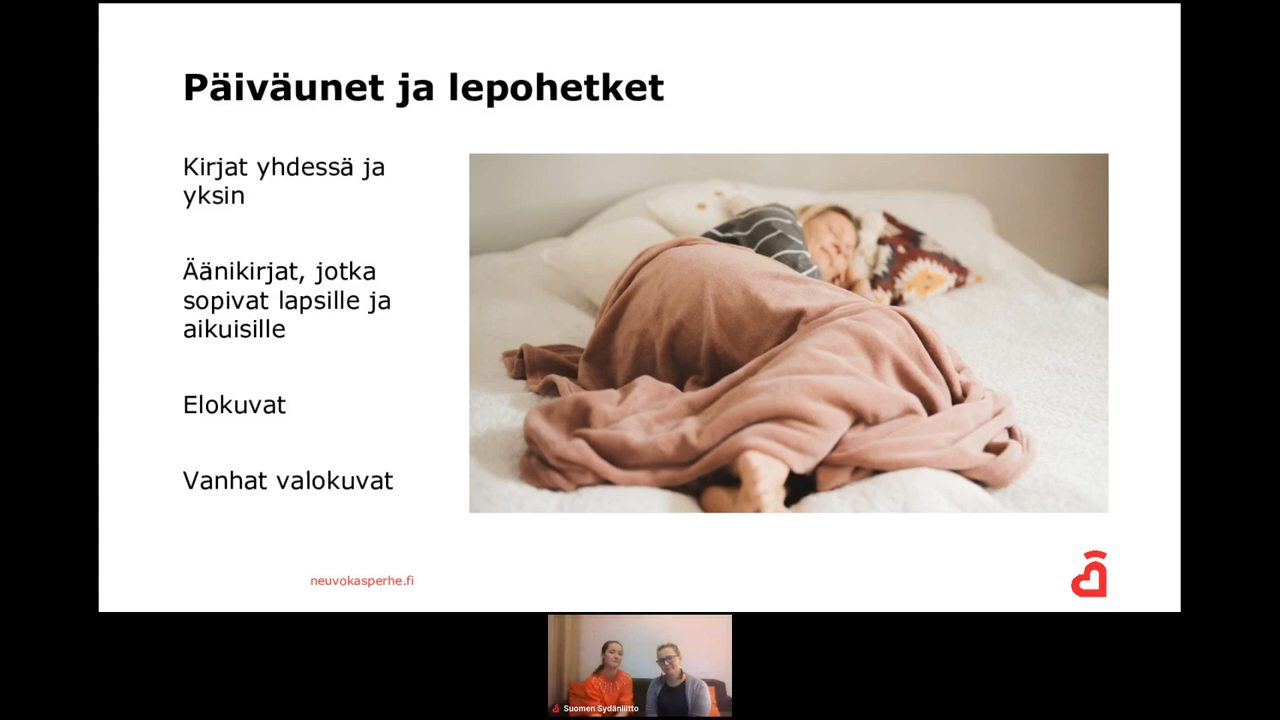 Päiväunet ja lepohetket
Kirjat yhdessä ja
yksin
Äänikirjat, jotka
sopivat lapsille ja
aikuisille
Elokuvat
Vanhat valokuvat
neuvokasperhe.fi
Suomen Sydänliitto